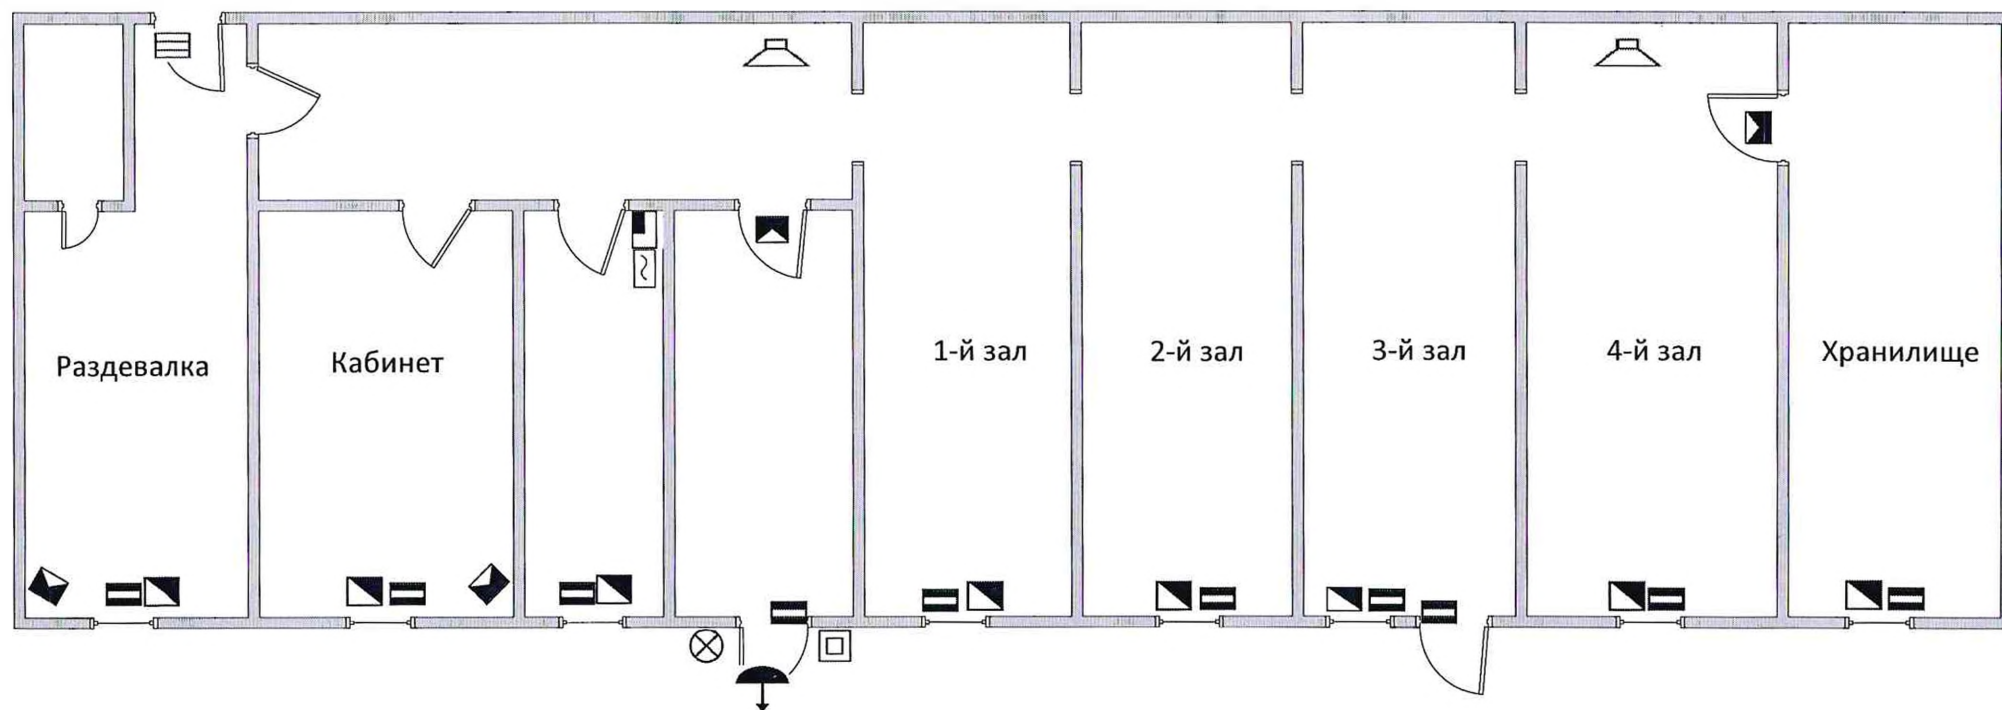 Раздевалка
Кабинет
1-й зал
2-й зал
3-й зал
4-й зал
Хранилище